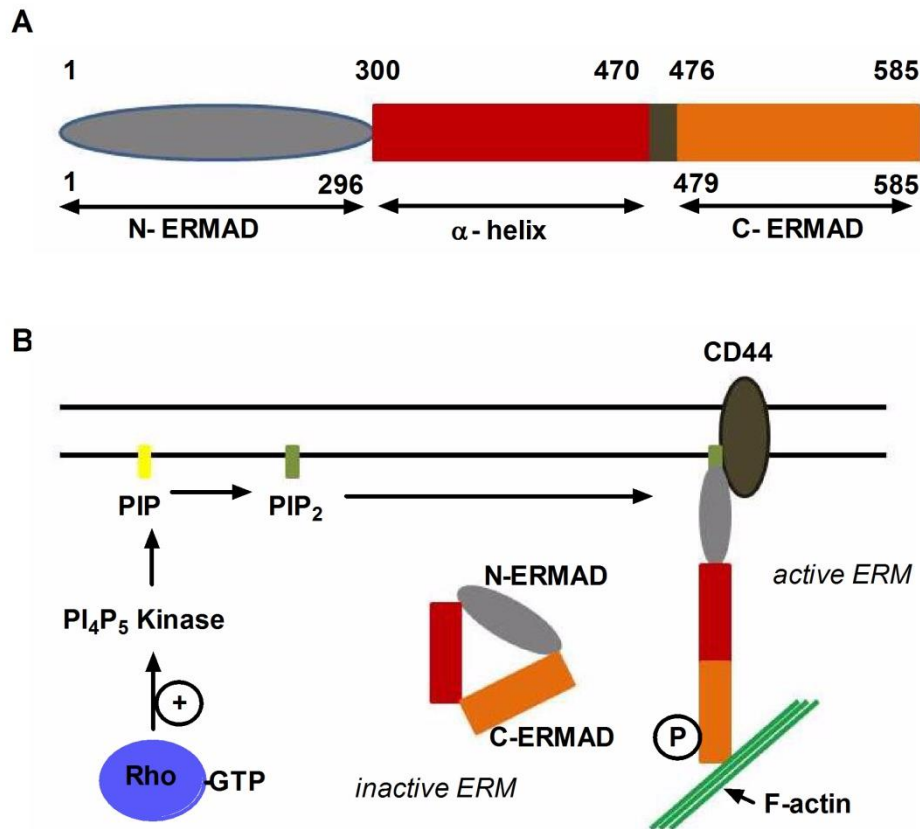 A
1 300 470 476 585
1 296 479 585
N- ERMAD α- helix C- ERMAD
B
CD44
PIP PIP₂
N-ERMAD
active ERM
PI₄P₅ Kinase
+
C-ERMAD
P
Rho -GTP
inactive ERM
F-actin